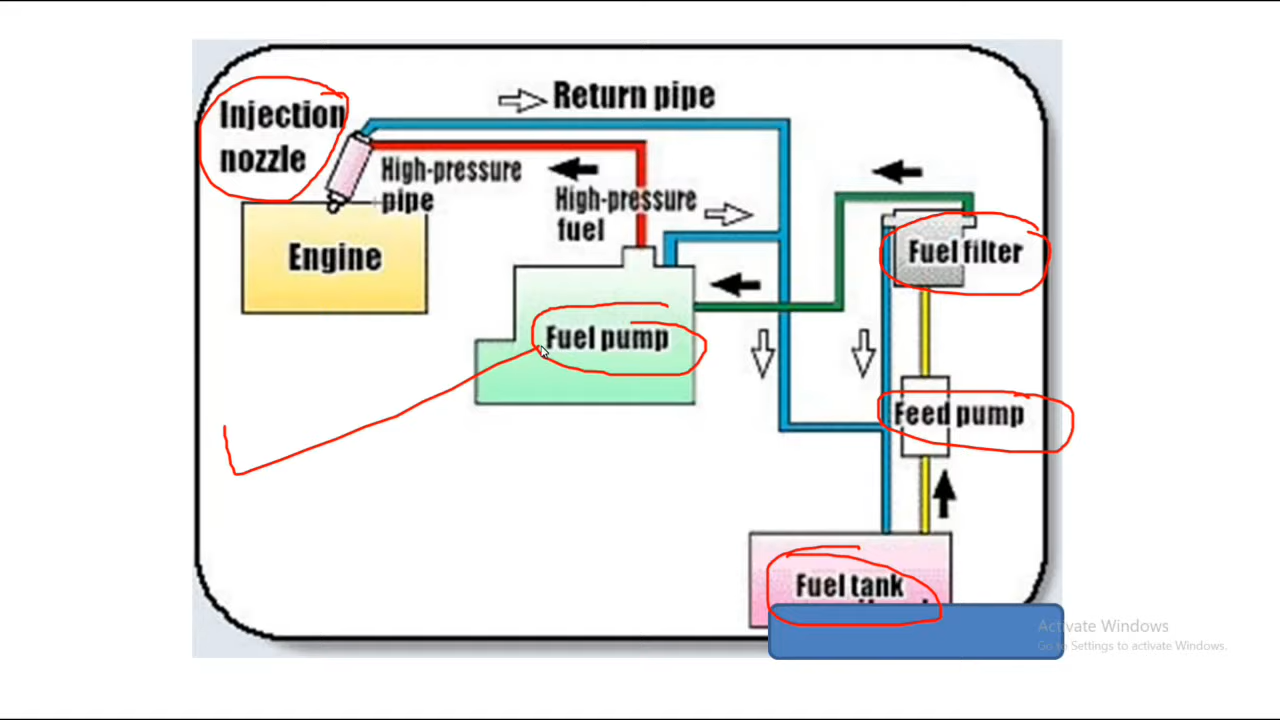 Return pipe
Injection
nozzle
High-pressure
pipe
High-pressure
fuel
Engine
Fuel filter
Fuel pump
Feed pump
Fuel tank
Activate Windows
Go to Settings to activate Windows.